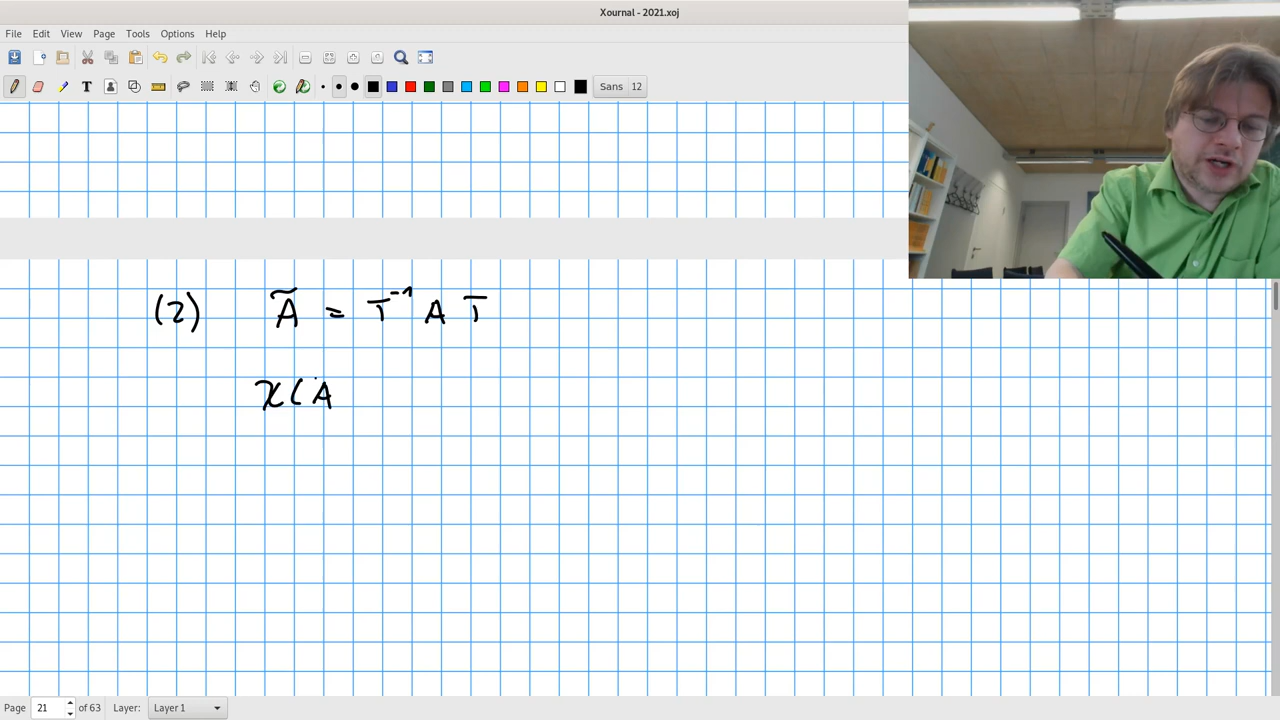 Xournal - 2021.xoj
File Edit View Page Tools Options Help
T Sans 12
(2) Ã = T⁻¹ A T
χ(A
Page 21 of 63 Layer: Layer 1